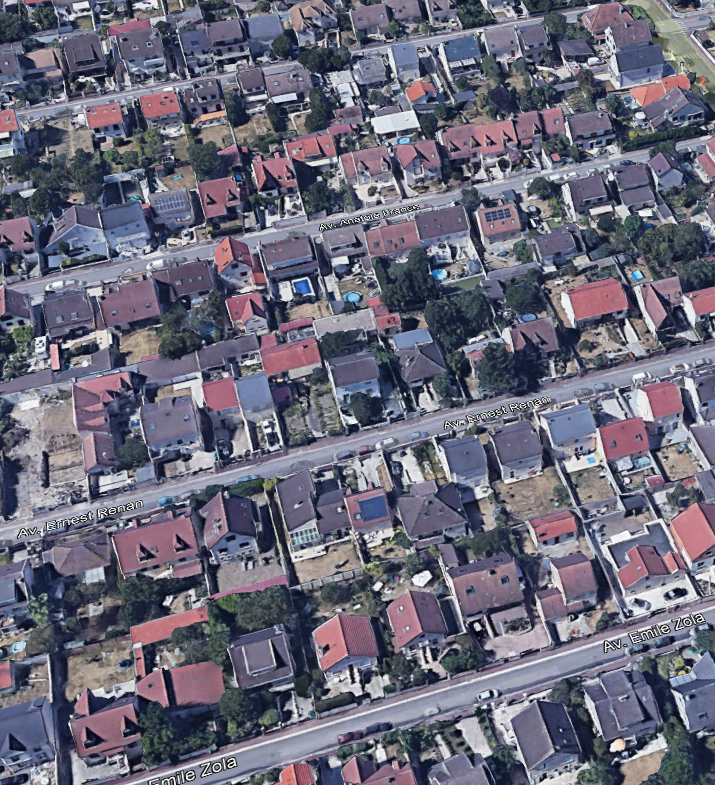 Av. Anatole France
Av. Ernest Renan
Av. Ernest Renan
Av. Emile Zola
Emile Zola